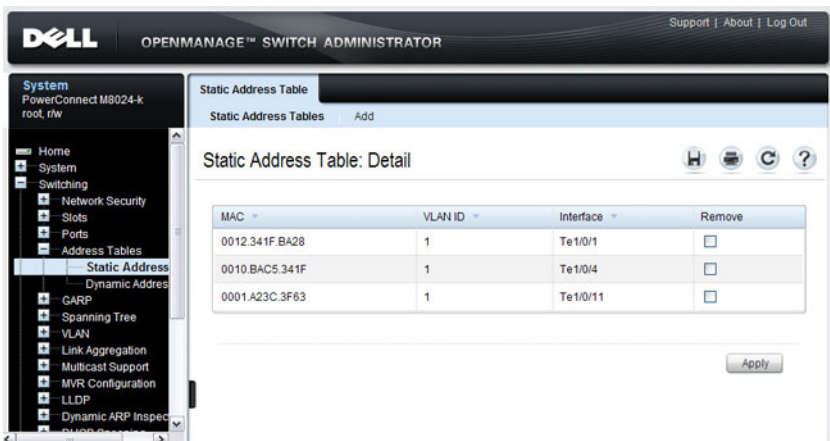 DELL
OPENMANAGE™ SWITCH ADMINISTRATOR
Support | About | Log Out
System
PowerConnect M8024-k
root, r/w
Home
System
Switching
Network Security
Slots
Ports
Address Tables
Static Address
Dynamic Addres
GARP
Spanning Tree
VLAN
Link Aggregation
Multicast Support
MVR Configuration
LLDP
Dynamic ARP Inspec
Static Address Table
Static Address Tables Add
Static Address Table: Detail
MAC VLAN ID Interface Remove
0012.341F.BA28 1 Te1/0/1
0010.BAC5.341F 1 Te1/0/4
0001.A23C.3F63 1 Te1/0/11
Apply